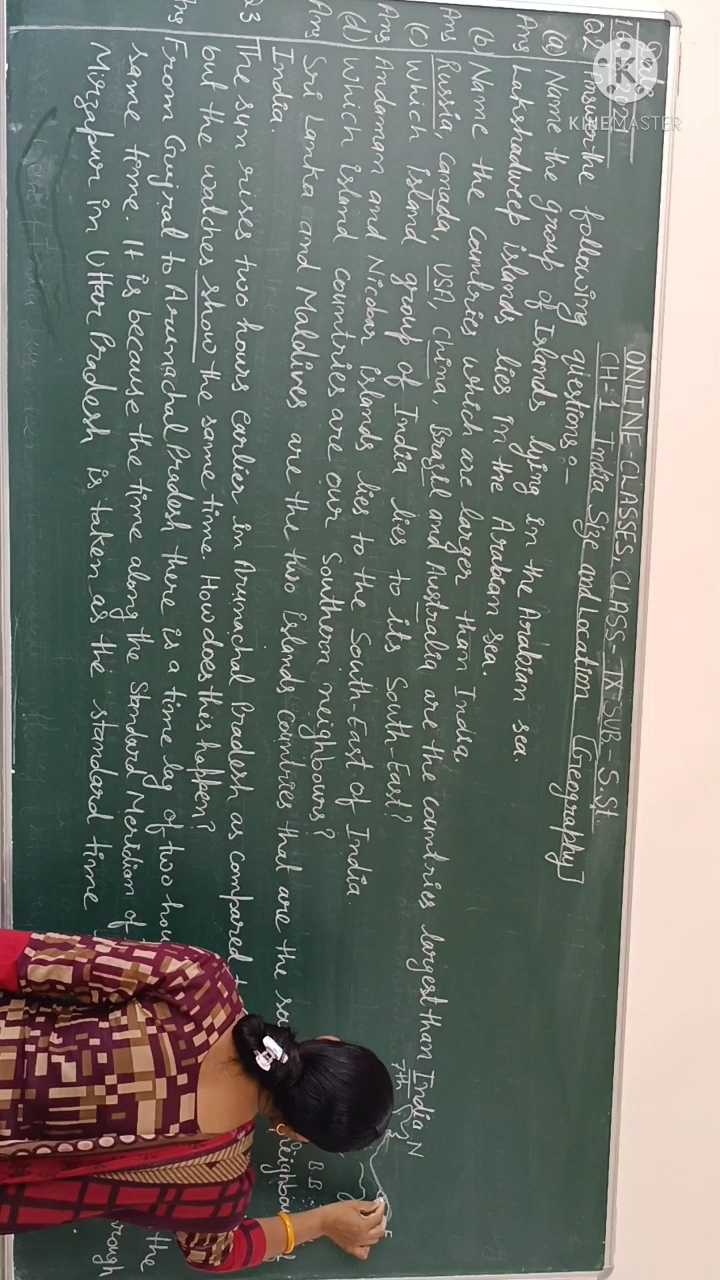 KINEMASTER
ONLINE CLASSES CLASS-IX SUB-S.St
CH-1 India Size and Location [Geography]
Q2 Answer the following questions:-
(a) Name the group of Islands lying in the Arabian sea.
Ans Lakshadweep islands lies in the Arabian sea.
(b) Name the countries which are larger than India
Ans Russia, Canada, USA, China Brazil and Australia are the countries largest than India
7th
N
(c) Which island group of India lies to its South-East?
Ans Andaman and Nicobar islands lies to the South-East of India.
(d) Which island countries are our Southern neighbours?
Ans Sri Lanka and Maldives are the two islands countries that are the neighbou
B.B
E
India.
Q3 The sun rises two hours earlier in Arunachal Pradesh as compared
but the watches show the same time. How does this happen?
Ans From Gujrat to Arunachal Pradesh there is a time lag of two hou the
same time It is because the time along the Standard Meridian of rough
Mirzapur in Uttar Pradesh is taken as the standard time